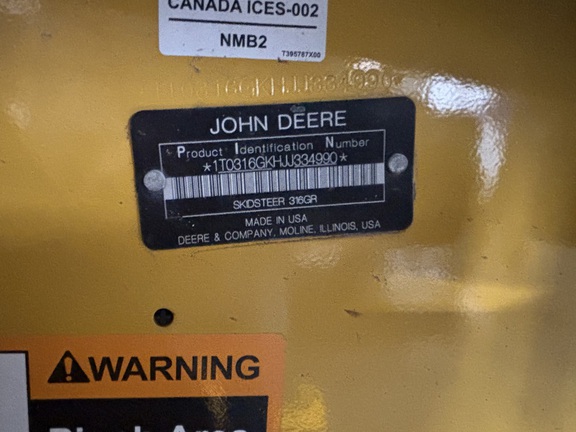 CANADA ICES-002
NMB2
7395767X00
1T0316GKHJJ334990
JOHN DEERE
Product Identification Number
*1T0316GKHJJ334990*
SKIDSTEER 316GR
MADE IN USA
DEERE & COMPANY, MOLINE, ILLINOIS, USA
WARNING